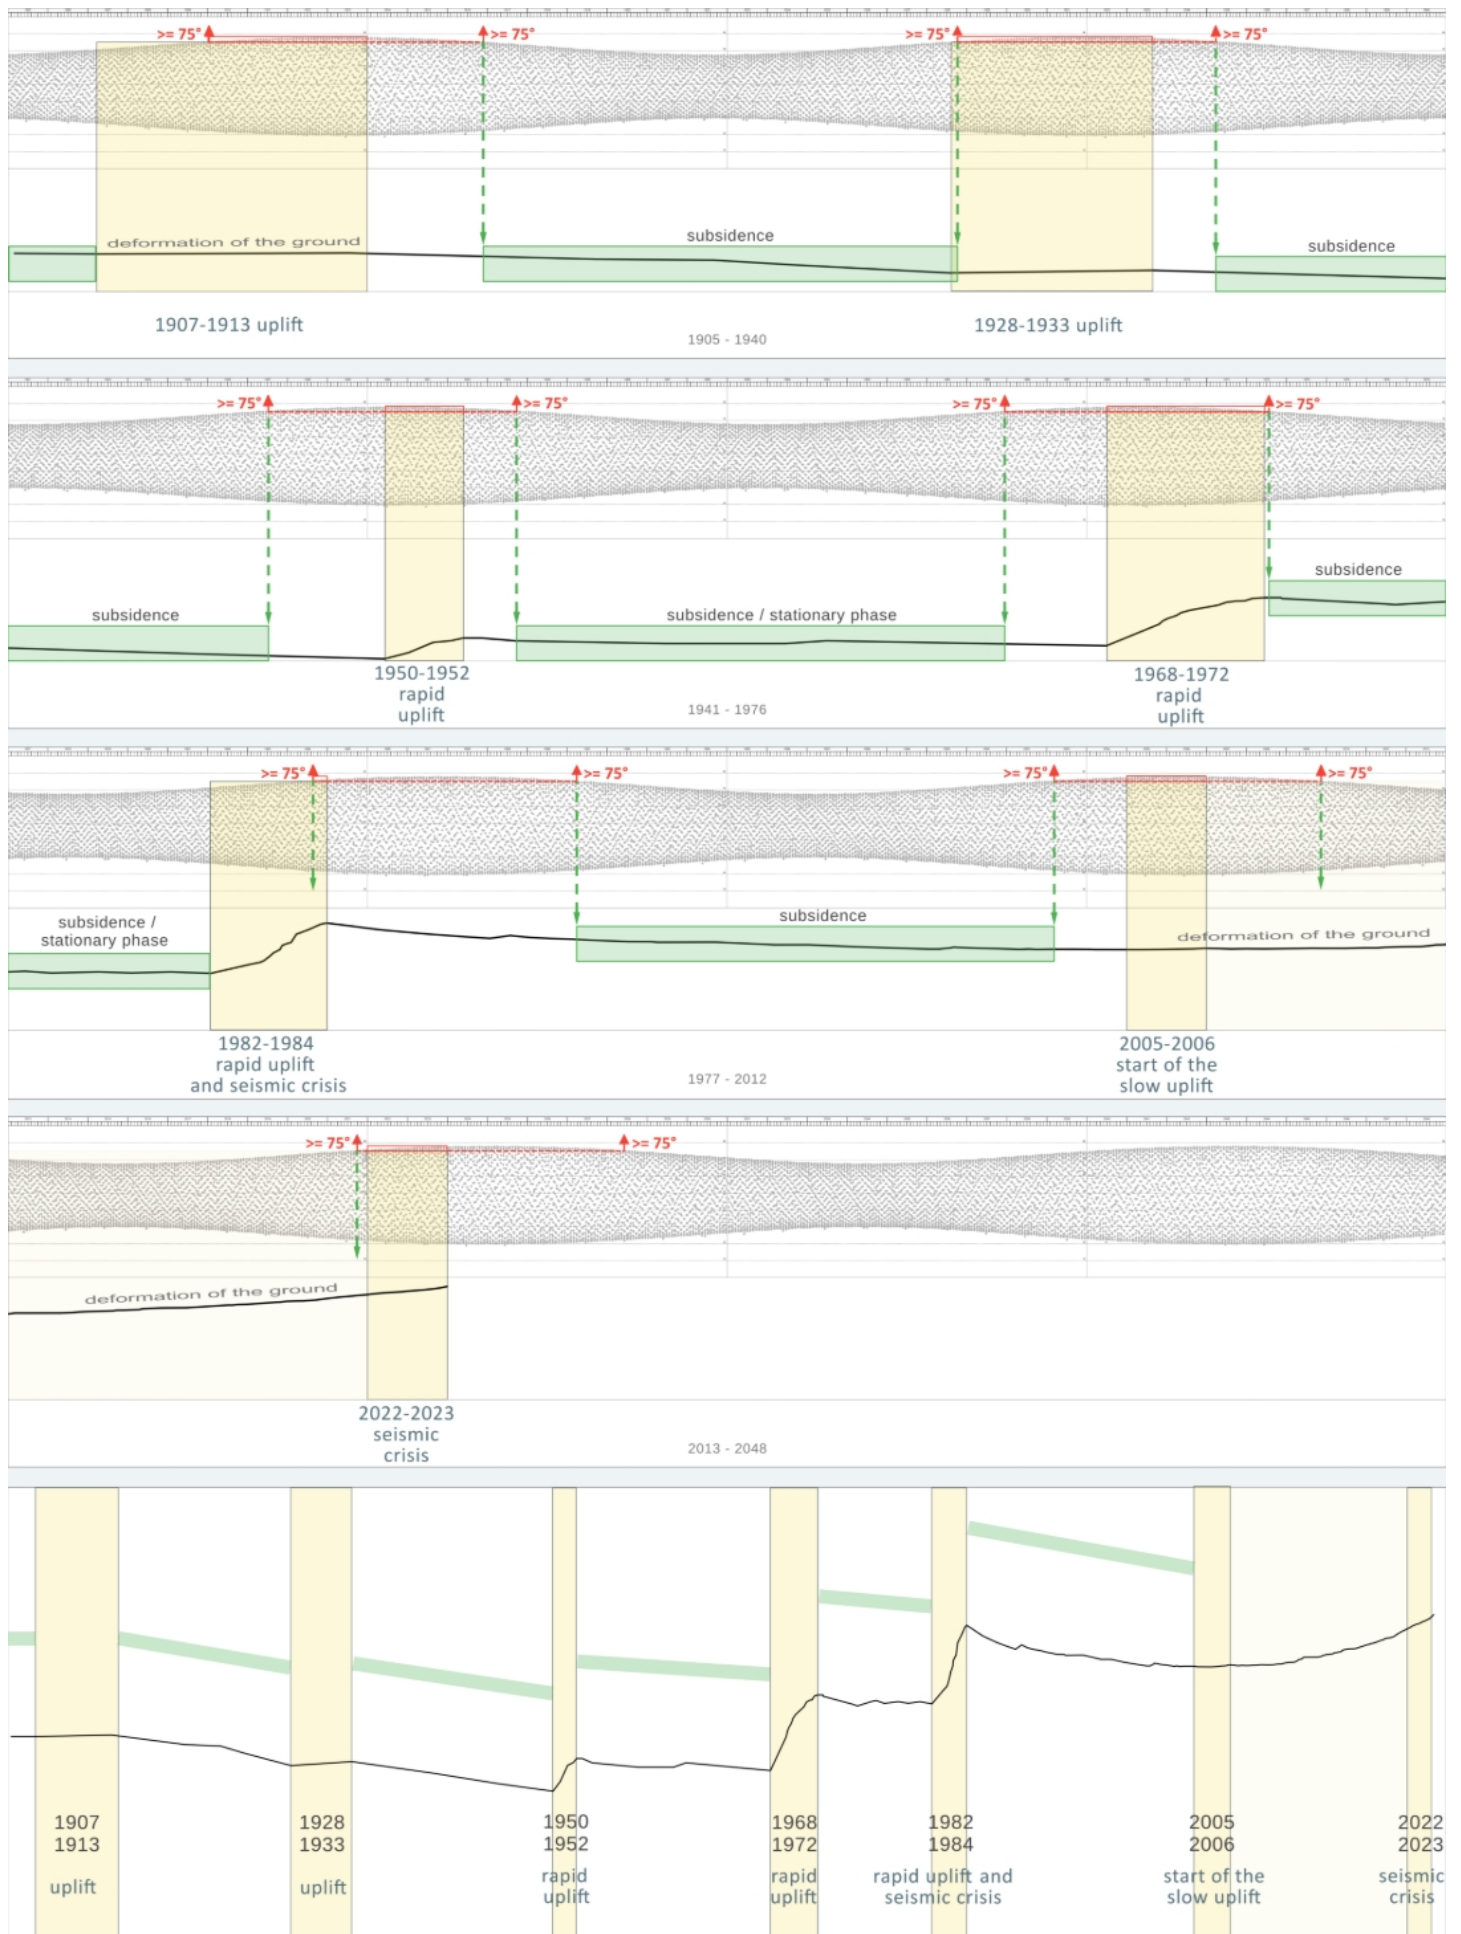 >= 75°
>= 75°
>= 75°
>= 75°
deformation of the ground
subsidence
subsidence
1907-1913 uplift
1928-1933 uplift
1905 - 1940
>= 75°
>= 75°
>= 75°
>= 75°
subsidence
subsidence / stationary phase
subsidence
1950-1952
rapid
uplift
1968-1972
rapid
uplift
1941 - 1976
>= 75°
>= 75°
>= 75°
>= 75°
subsidence /
stationary phase
subsidence
deformation of the ground
1982-1984
rapid uplift
and seismic crisis
2005-2006
start of the
slow uplift
1977 - 2012
>= 75°
>= 75°
deformation of the ground
2022-2023
seismic
crisis
2013 - 2048
1907
1913
uplift
1928
1933
uplift
1950
1952
rapid
uplift
1968
1972
rapid
uplift
1982
1984
rapid uplift and
seismic crisis
2005
2006
start of the
slow uplift
2022
2023
seismic
crisis